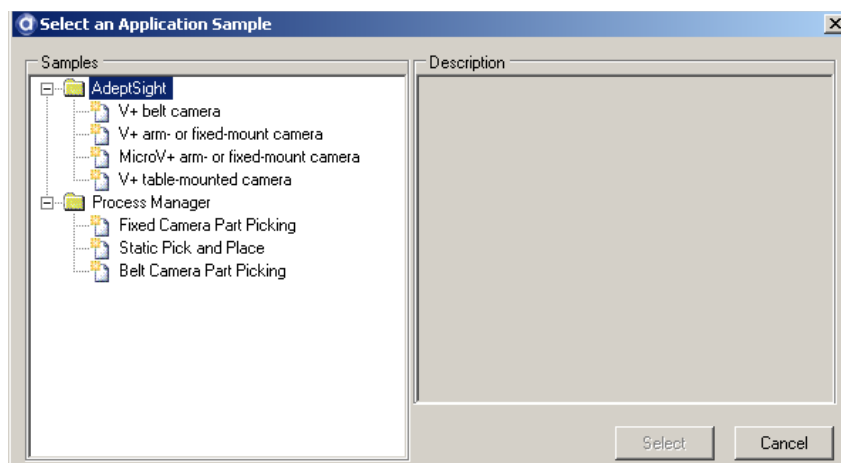 Select an Application Sample
Samples
AdeptSight
V+ belt camera
V+ arm- or fixed-mount camera
MicroV+ arm- or fixed-mount camera
V+ table-mounted camera
Process Manager
Fixed Camera Part Picking
Static Pick and Place
Belt Camera Part Picking
Description
Select
Cancel